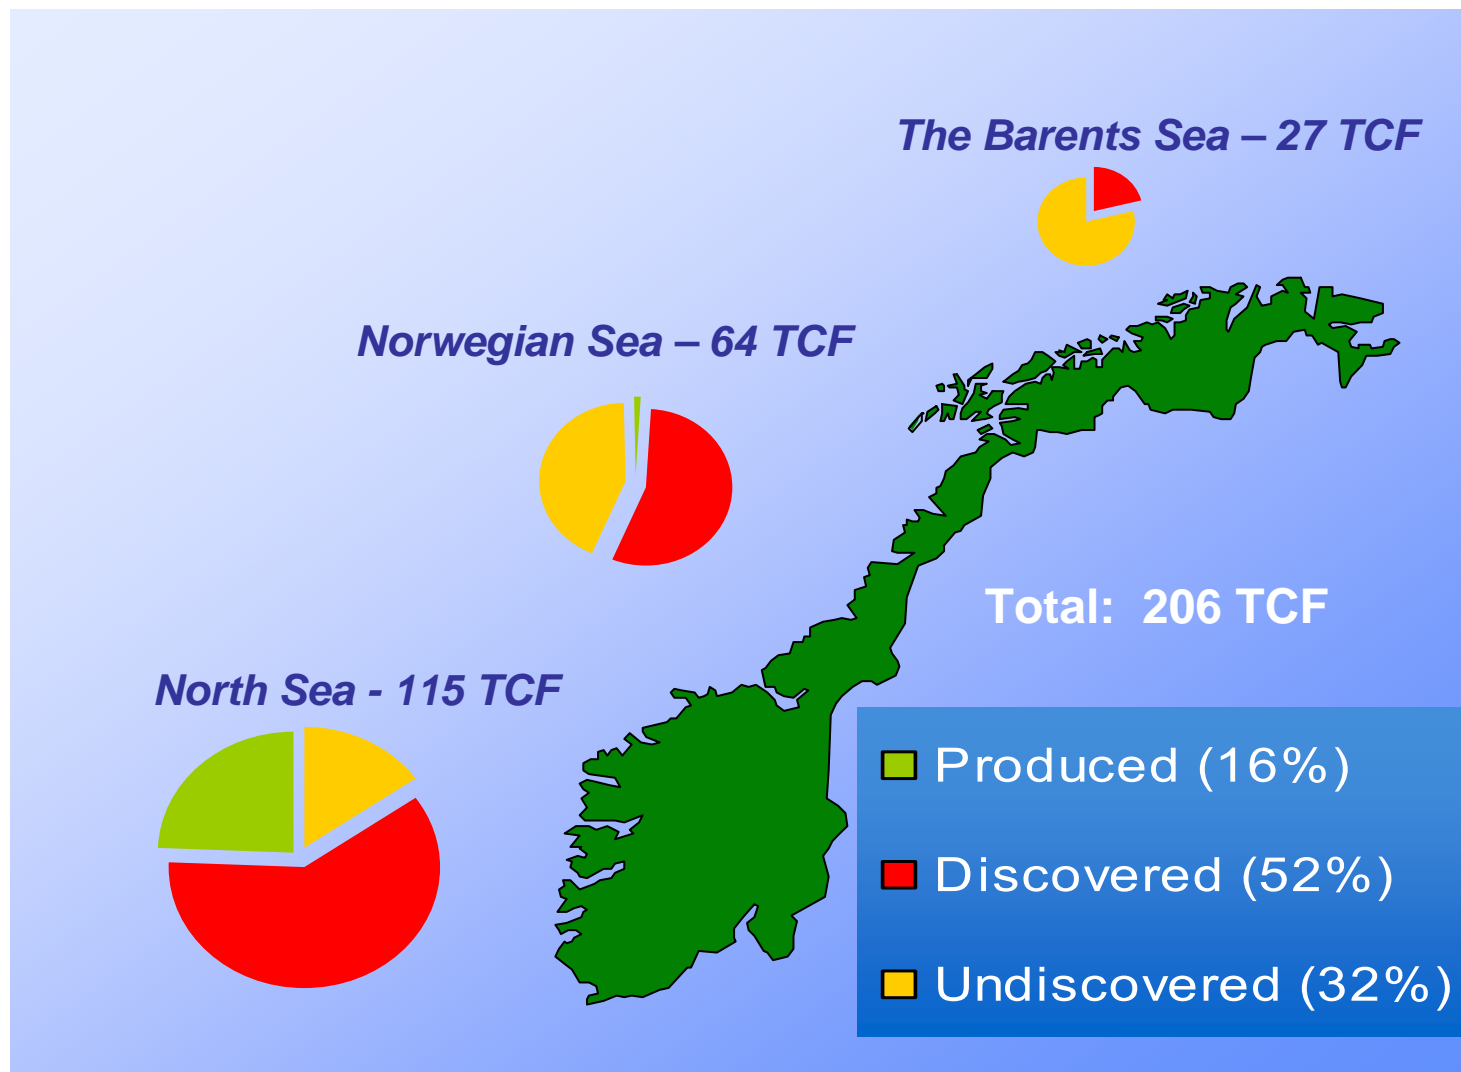 The Barents Sea – 27 TCF
Norwegian Sea – 64 TCF
Total: 206 TCF
North Sea - 115 TCF
Produced (16%)
Discovered (52%)
Undiscovered (32%)